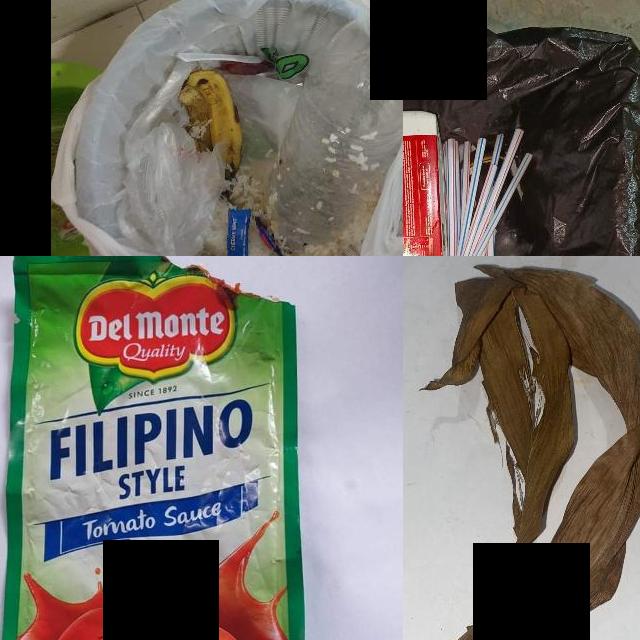 Del Monte
Quality
SINCE 1892
FILIPINO
STYLE
Tomato Sauce